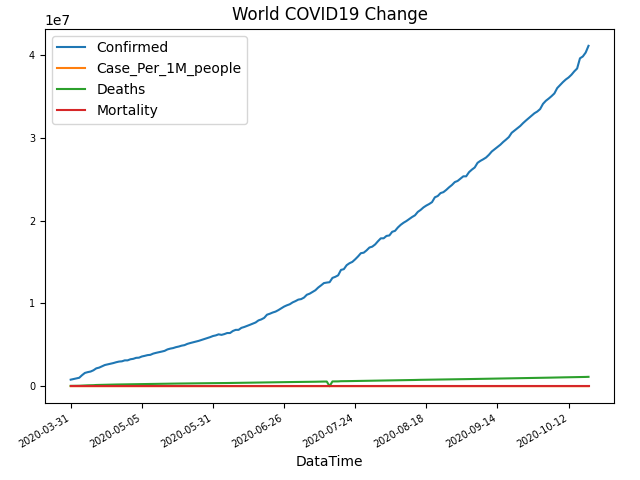 World COVID19 Change
1e7
Confirmed
Case_Per_1M_people
Deaths
Mortality
4
3
2
1
0
2020-03-31
2020-05-05
2020-05-31
2020-06-26
2020-07-24
2020-08-18
2020-09-14
2020-10-12
DataTime